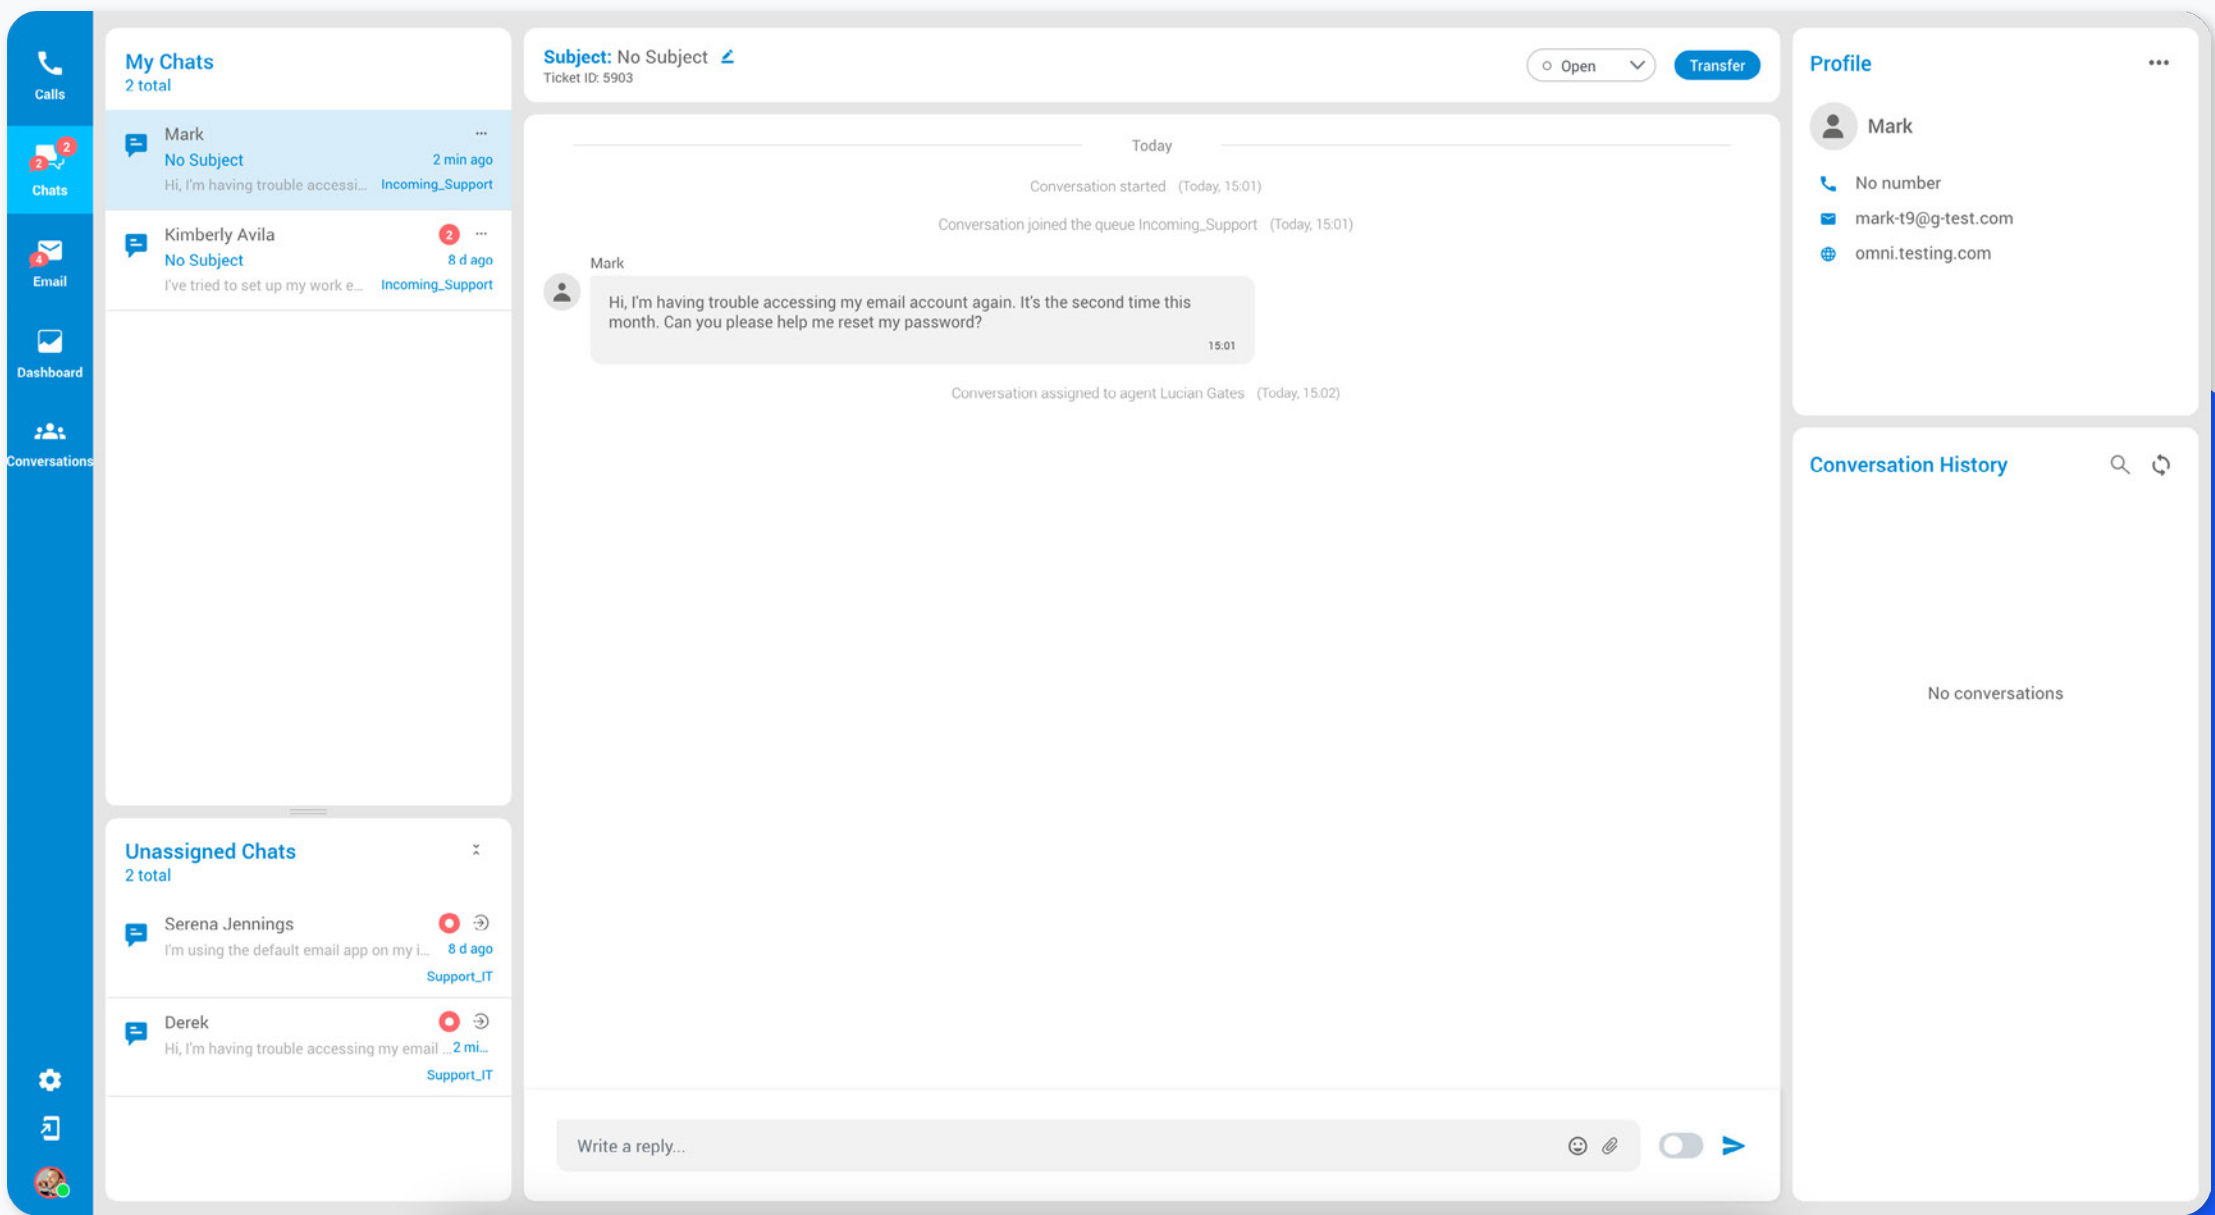 Calls
2
2
Chats
4
Email
Dashboard
Conversations
My Chats
2 total
Mark
No Subject
2 min ago
Hi, I'm having trouble accessi...
Incoming_Support
Kimberly Avila
2
No Subject
8 d ago
I've tried to set up my work e...
Incoming_Support
Unassigned Chats
2 total
Serena Jennings
I'm using the default email app on my i...
8 d ago
Support_IT
Derek
Hi, I'm having trouble accessing my email ...
2 mi...
Support_IT
Subject: No Subject
Ticket ID: 5903
Open
Transfer
Today
Conversation started (Today, 15:01)
Conversation joined the queue Incoming_Support (Today, 15:01)
Mark
Hi, I'm having trouble accessing my email account again. It's the second time this
month. Can you please help me reset my password?
15:01
Conversation assigned to agent Lucian Gates (Today, 15:02)
Write a reply...
Profile
Mark
No number
mark-t9@g-test.com
omni.testing.com
Conversation History
No conversations